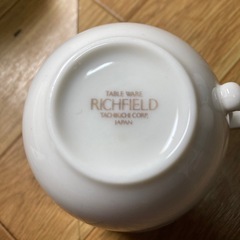 TABLE WARE
RICHFIELD
TACHIKICHI CORP.
JAPAN